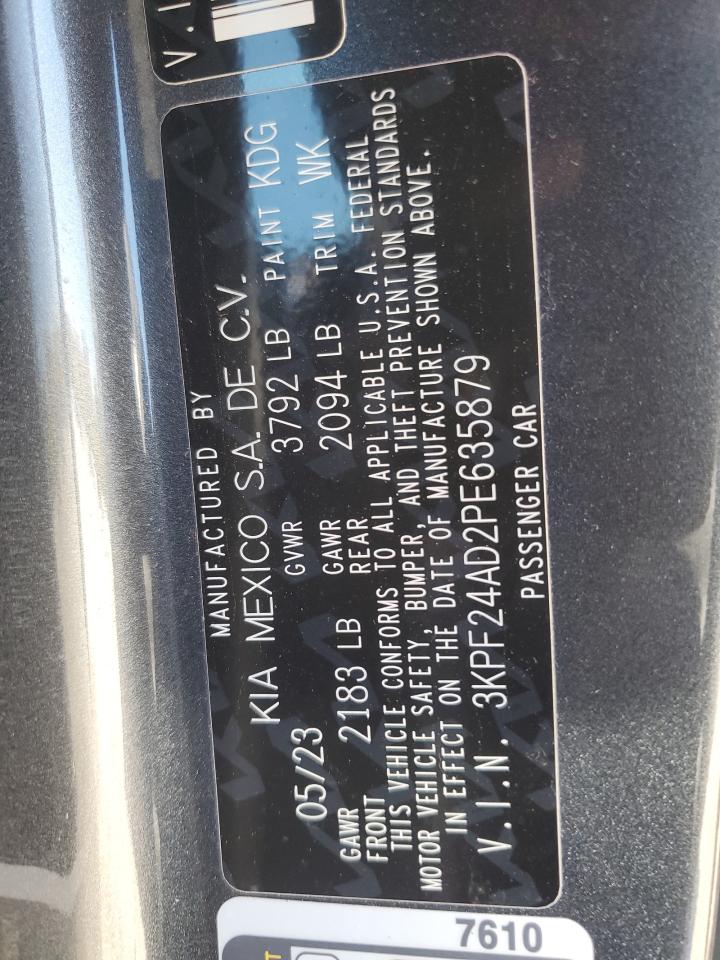 V.I
MANUFACTURED BY
KIA MEXICO S.A. DE C.V.
05/23 GVWR 3792 LB PAINT KDG
GAWR FRONT 2183 LB GAWR REAR 2094 LB TRIM WK
THIS VEHICLE CONFORMS TO ALL APPLICABLE U.S.A. FEDERAL
MOTOR VEHICLE SAFETY, BUMPER, AND THEFT PREVENTION STANDARDS
IN EFFECT ON THE DATE OF MANUFACTURE SHOWN ABOVE.
V.I.N. 3KPF24AD2PE635879
PASSENGER CAR
7610